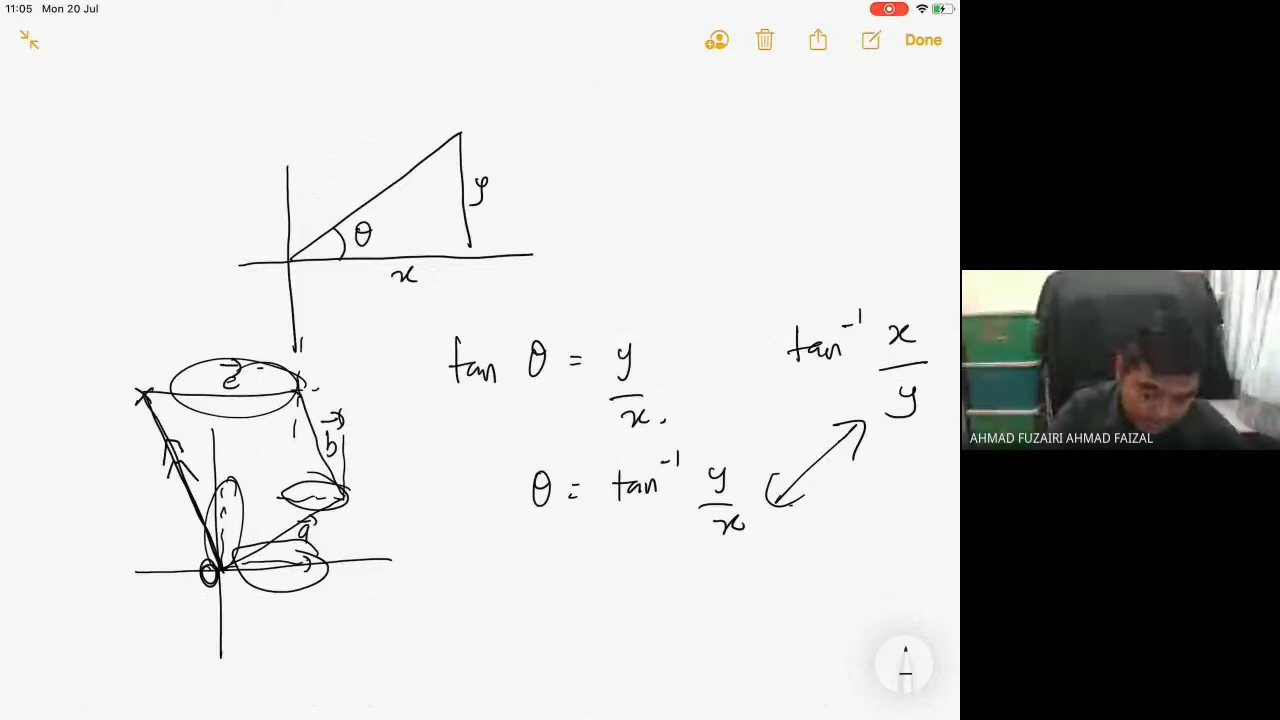 11:05 Mon 20 Jul
Done
y
θ
x
tan θ = y/x.
tan⁻¹ x/y
θ = tan⁻¹ y/x
e
b
a
AHMAD FUZAIRI AHMAD FAIZAL